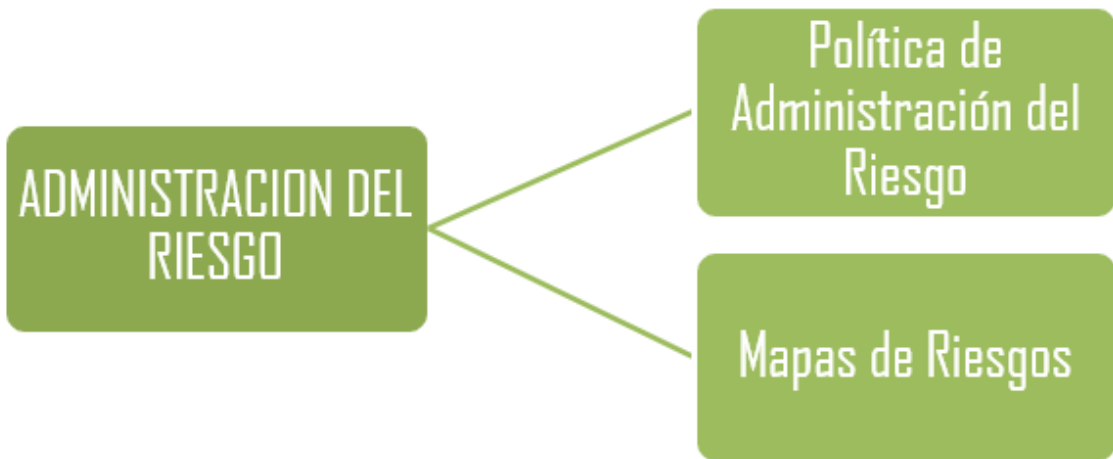 ADMINISTRACION DEL
RIESGO
Política de
Administración del
Riesgo
Mapas de Riesgos